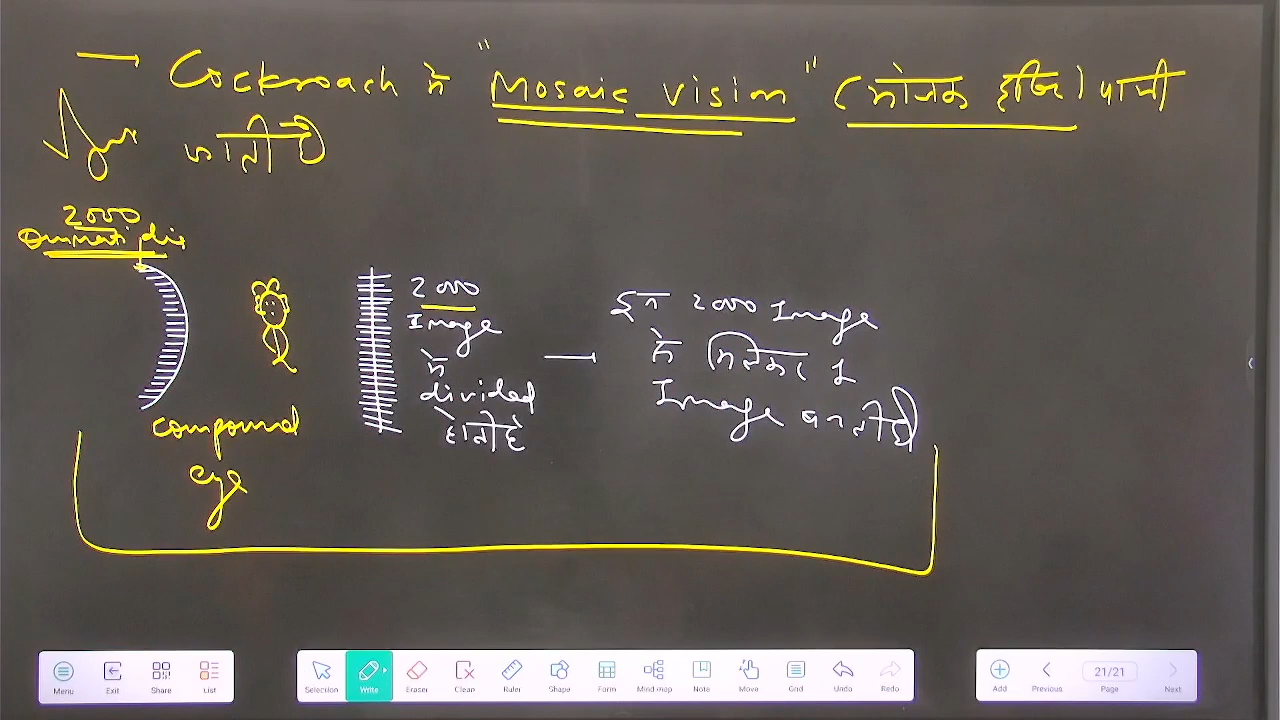 → Cockroach में "Mosaic vision" (मोजक दृष्टि) पायी
जाती है
2000
Ommatidia
compound
eye
2000
Image
में
divided
होती है
→ इन 2000 Image
से मिलकर 1
Image बनती है
Menu Exit Share List Selection Write Eraser Clean Ruler Shape Form Mind map Note Move Grid Undo Redo Add Previous 21/21 Page Next